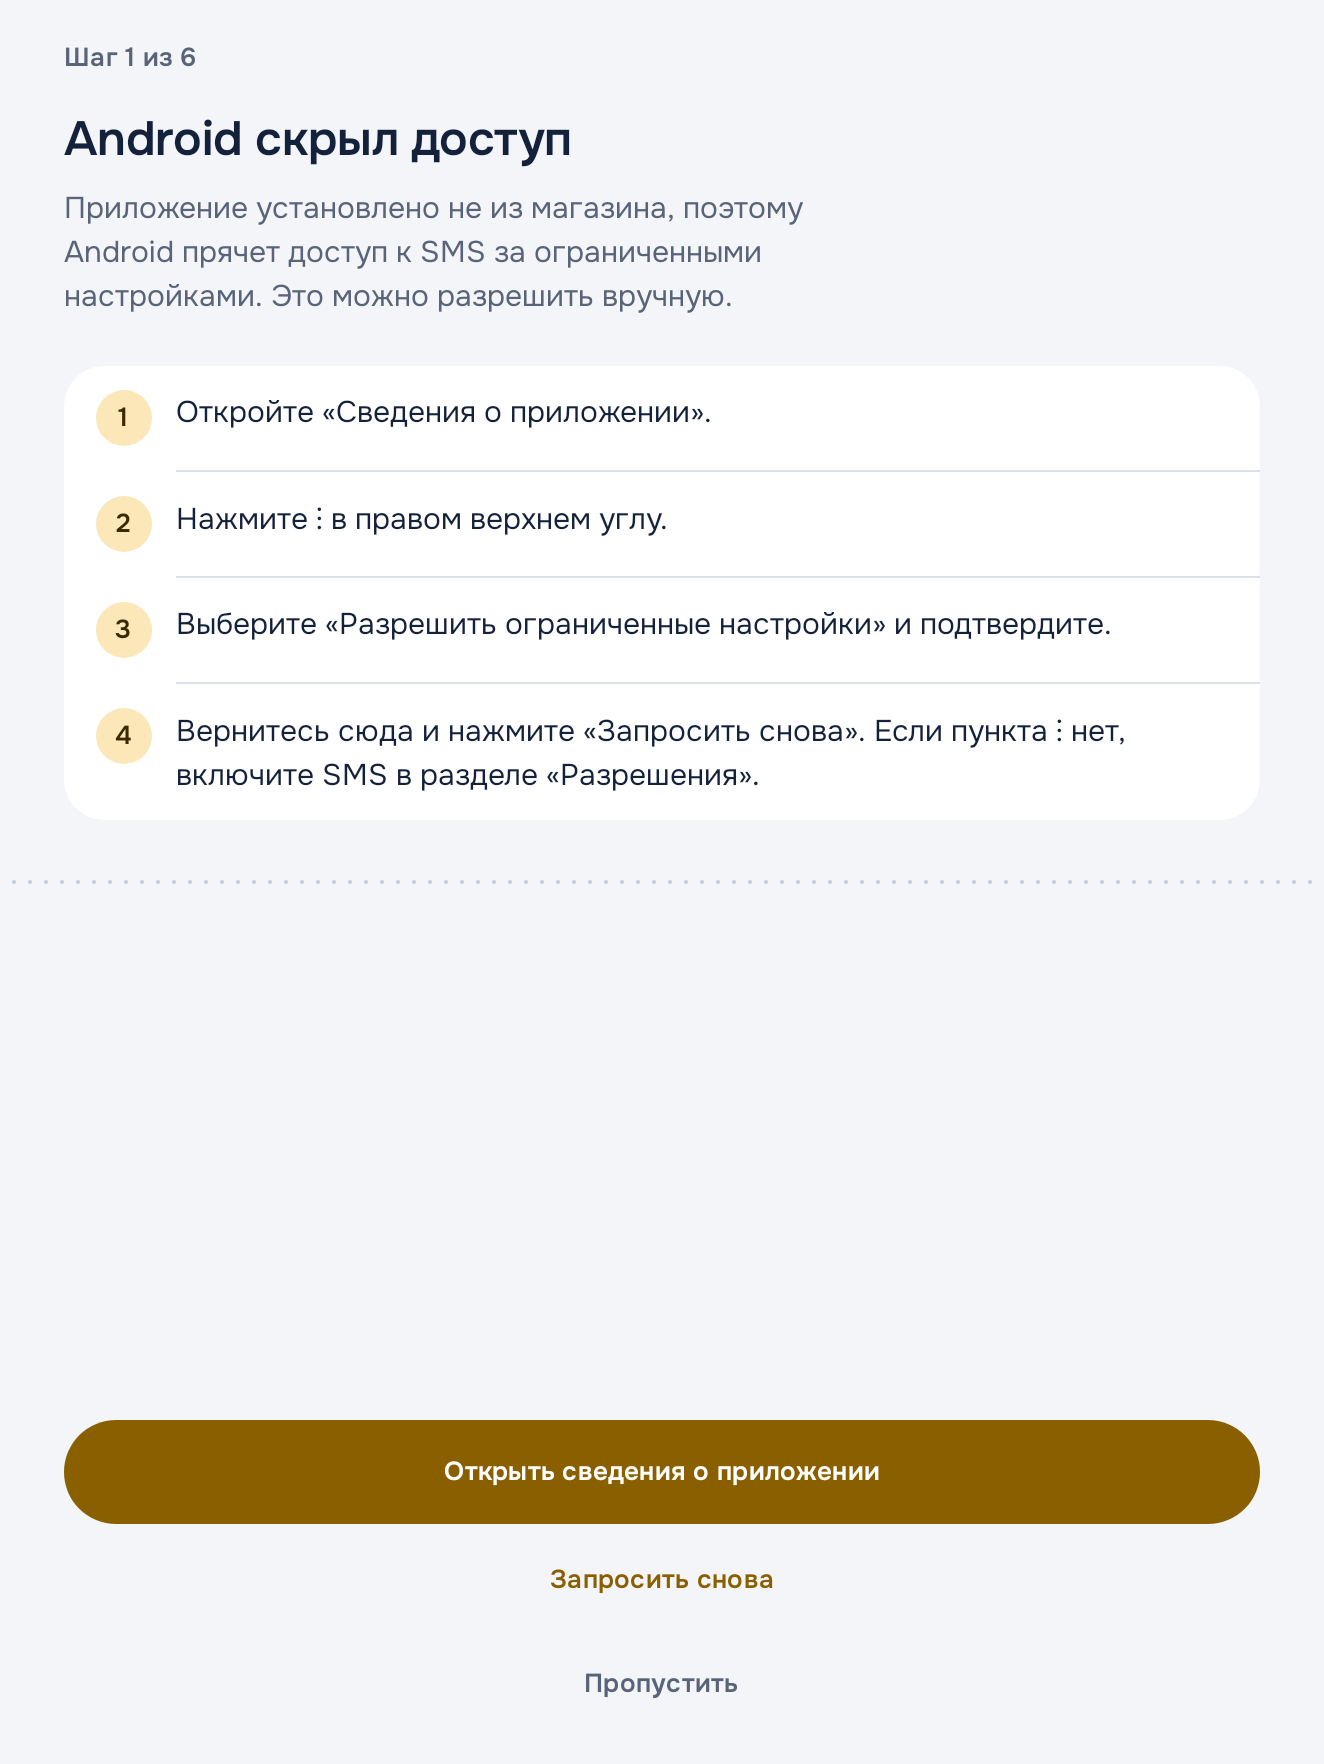 Шаг 1 из 6
Android скрыл доступ
Приложение установлено не из магазина, поэтому
Android прячет доступ к SMS за ограниченными
настройками. Это можно разрешить вручную.
1 Откройте «Сведения о приложении».
2 Нажмите ⋮ в правом верхнем углу.
3 Выберите «Разрешить ограниченные настройки» и подтвердите.
4 Вернитесь сюда и нажмите «Запросить снова». Если пункта ⋮ нет,
включите SMS в разделе «Разрешения».
Открыть сведения о приложении
Запросить снова
Пропустить